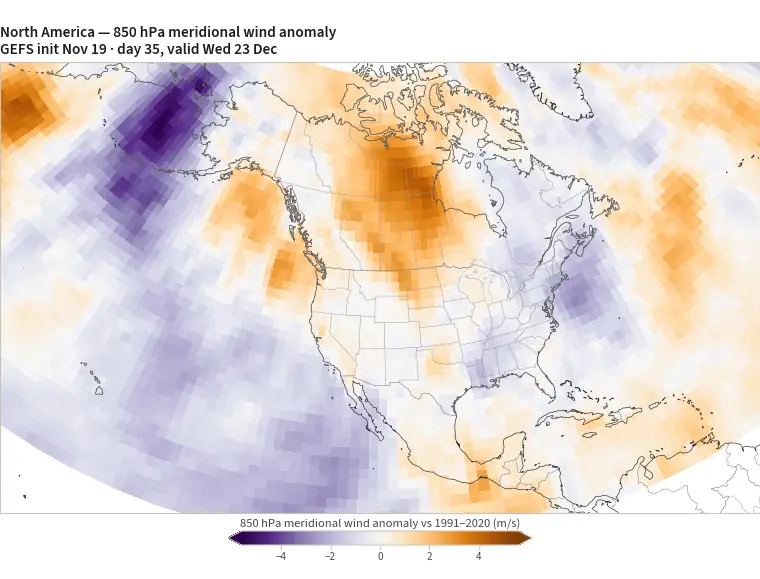 North America — 850 hPa meridional wind anomaly
GEFS init Nov 19 · day 35, valid Wed 23 Dec
850 hPa meridional wind anomaly vs 1991–2020 (m/s)
−4 −2 0 2 4